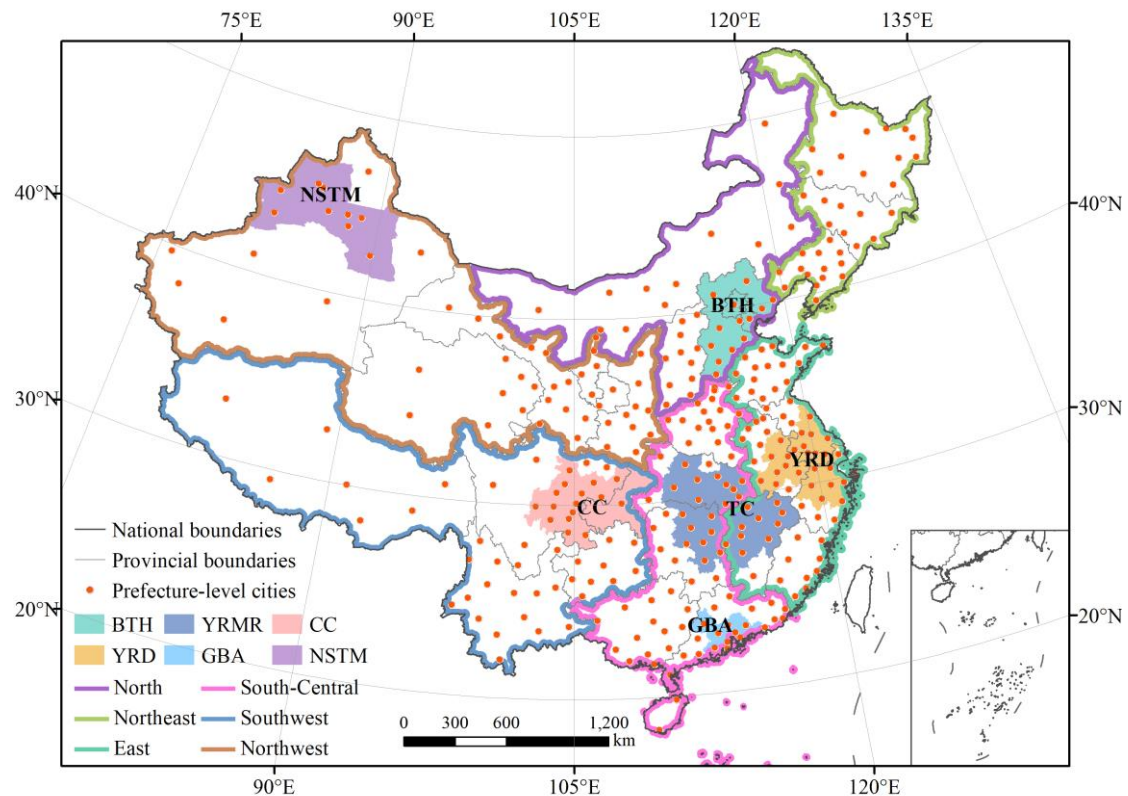 75°E 90°E 105°E 120°E 135°E
40°N 40°N
30°N 30°N
20°N 20°N
NSTM
BTH
YRD
CC TC
GBA
National boundaries
Provincial boundaries
Prefecture-level cities
BTH YRMR CC
YRD GBA NSTM
North South-Central
Northeast Southwest
East Northwest
0 300 600 1,200
km
90°E 105°E 120°E